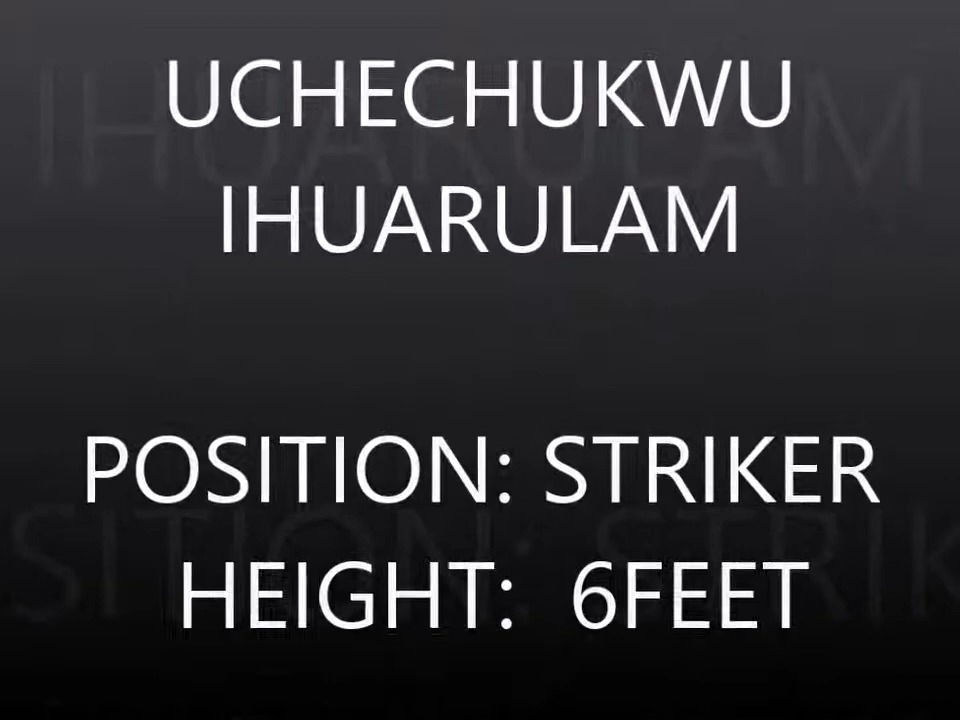 UCHECHUKWU
IHUARULAM
POSITION: STRIKER
HEIGHT:  6FEET